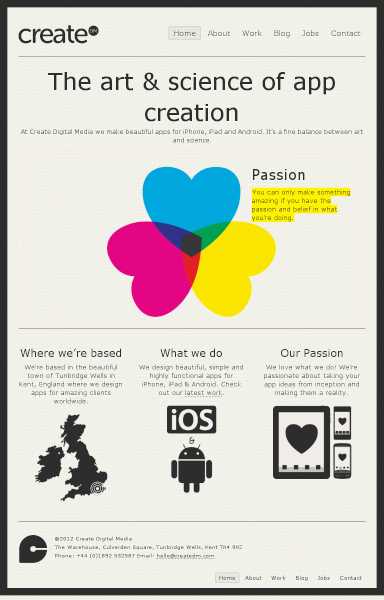 create
Home About Work Blog Jobs Contact
The art & science of app
creation
At Create Digital Media we make beautiful apps for iPhone, iPad and Android. It's a fine balance between art
and science.
Passion
You can only make something
amazing if you have the
passion and belief in what
you're doing.
Where we're based
We're based in the beautiful
town of Tunbridge Wells in
Kent, England where we design
apps for amazing clients
worldwide.
What we do
We design beautiful, simple and
highly functional apps for
iPhone, iPad & Android. Check
out our latest work.
iOS
&
Our Passion
We love what we do! We're
passionate about taking your
app ideas from inception and
making them a reality.
©2012 Create Digital Media
The Warehouse, Culverden Square, Tunbridge Wells, Kent TN4 9NZ
Phone: +44 (0)1892 Email: hello@createdm.com
Home About Work Blog Jobs Contact